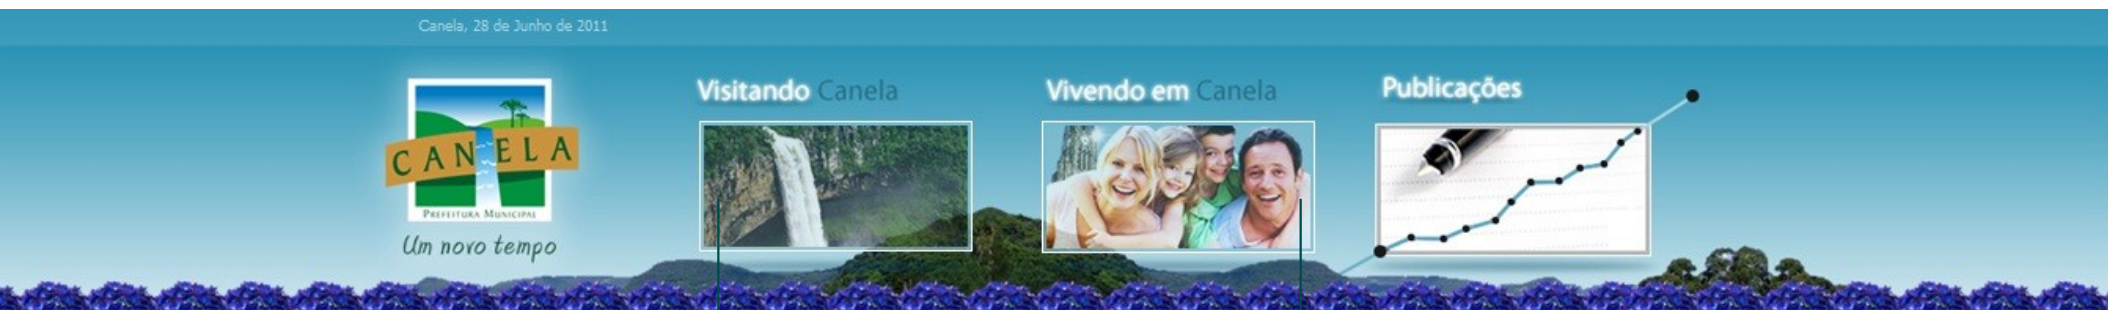 Canela, 28 de Junho de 2011
Visitando Canela
Vivendo em Canela
Publicações
CANELA
PREFEITURA MUNICIPAL
Um novo tempo